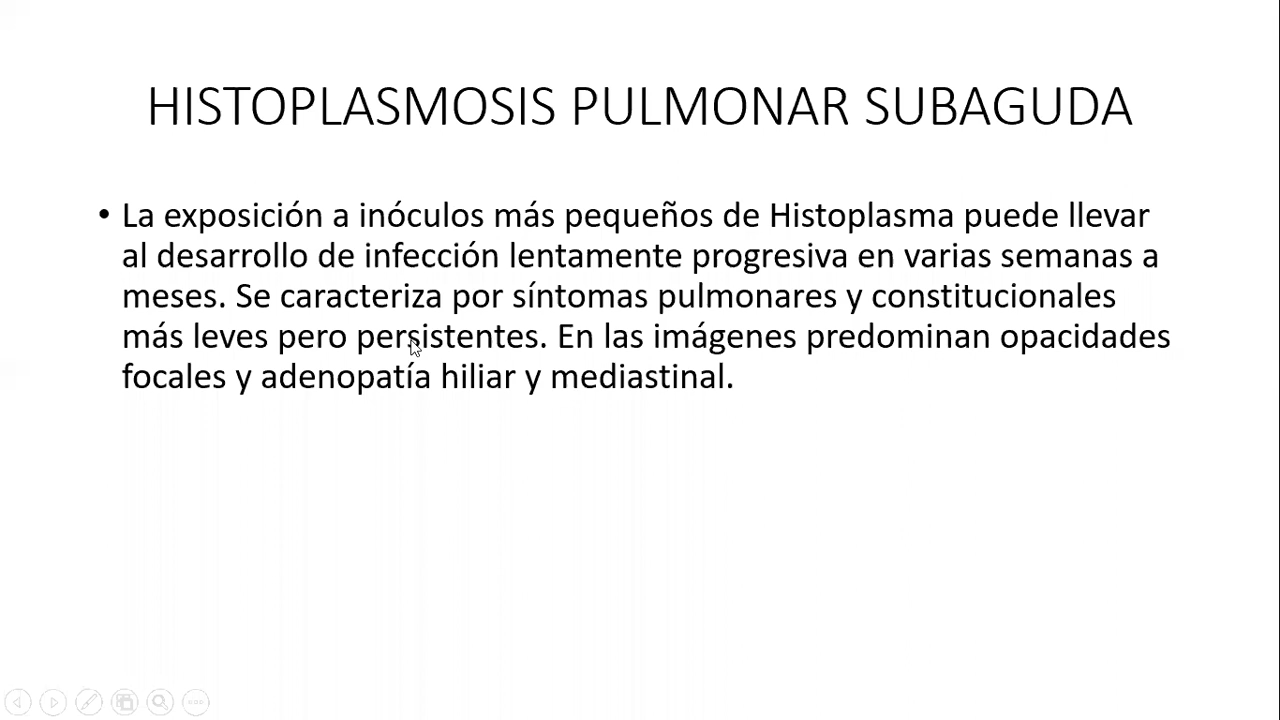 HISTOPLASMOSIS PULMONAR SUBAGUDA
• La exposición a inóculos más pequeños de Histoplasma puede llevar
al desarrollo de infección lentamente progresiva en varias semanas a
meses. Se caracteriza por síntomas pulmonares y constitucionales
más leves pero persistentes. En las imágenes predominan opacidades
focales y adenopatía hiliar y mediastinal.